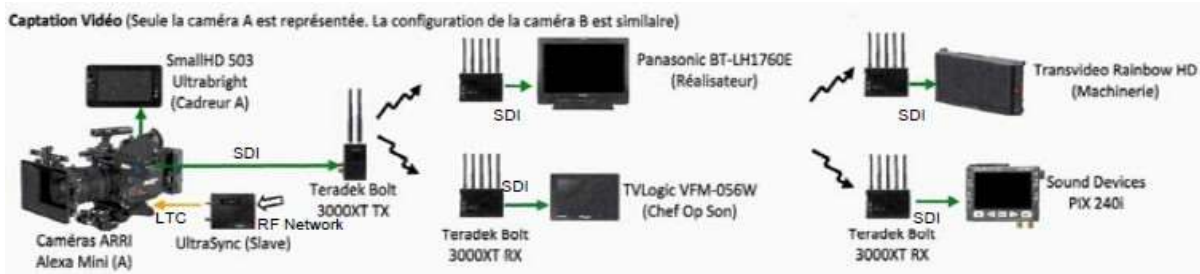 Captation Vidéo (Seule la caméra A est représentée. La configuration de la caméra B est similaire)
SmallHD 503
Ultrabright
(Cadreur A)
SDI
Teradek Bolt
3000XT TX
LTC
RF Network
UltraSync (Slave)
Caméras ARRI
Alexa Mini (A)
SDI
Panasonic BT-LH1760E
(Réalisateur)
SDI
Teradek Bolt
3000XT RX
TVLogic VFM-056W
(Chef Op Son)
SDI
Transvideo Rainbow HD
(Machinerie)
SDI
Teradek Bolt
3000XT RX
Sound Devices
PIX 240i